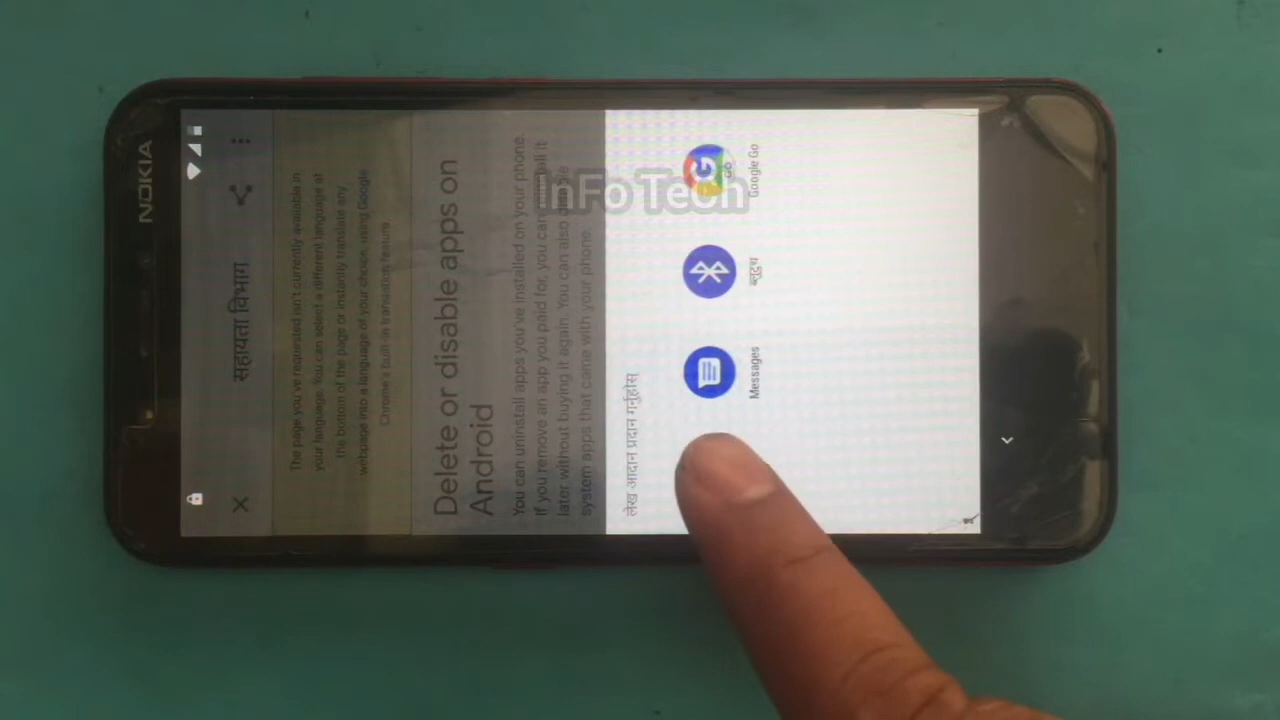 NOKIA
सहायता विभाग
The page you've requested isn't currently available in
your language. You can select a different language at
the bottom of the page or instantly translate any
webpage into a language of your choice, using Google
Chrome's built-in translation feature.
Delete or disable apps on
Android
You can uninstall apps you've installed on your phone.
If you remove an app you paid for, you can it
later without buying it again. You can also
system apps that came with your phone.
लेख आदान प्रदान गर्नुहोस्
Messages
ब्लुटुथ
Google Go
InFo Tech